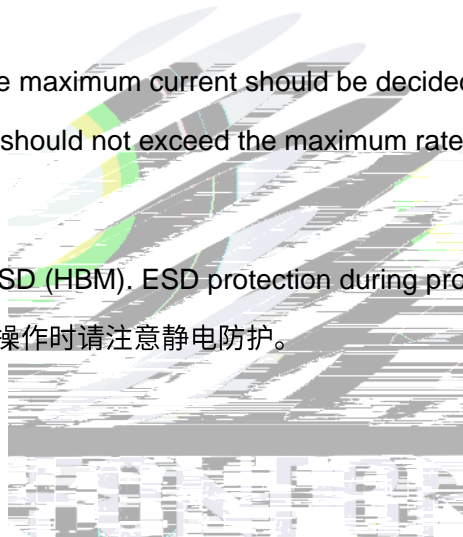 e maximum current should be decided
should not exceed the maximum rate
SD (HBM). ESD protection during pro
操作时请注意静电防护。